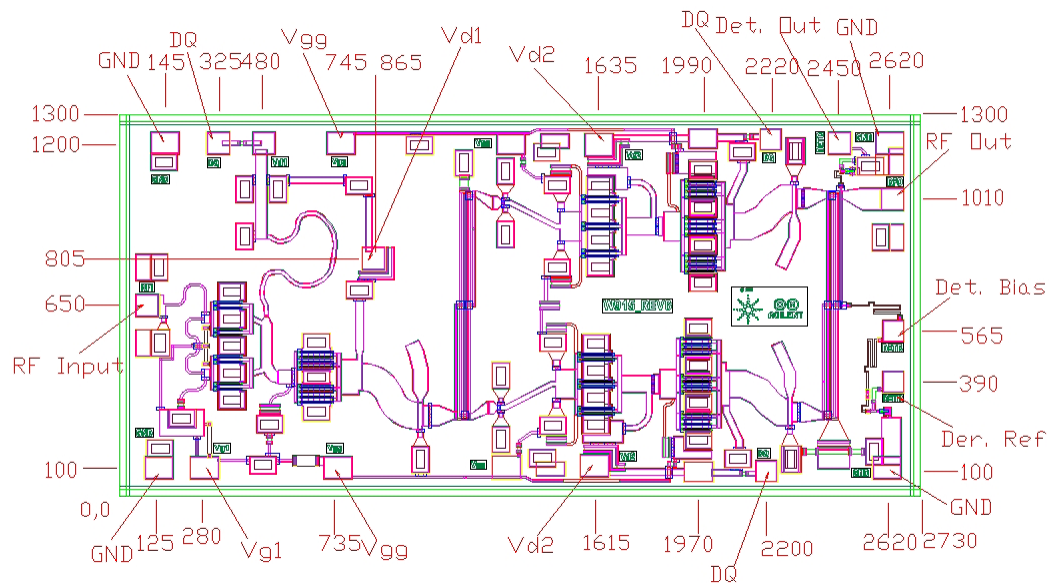 DQ Det. Out
Vgg Vd1 GND
DQ Vd2
GND 145 325 480 745 865 1635 1990 2220 2450 2620
1300 1300
1200 RF Out
1010
805
650 Det. Bias
W916_REV6
AGILENT
565
RF Input
390
Der. Ref
100 100
0,0
GND
125 280 735 1615 1970 2200 2620 2730
GND Vg1 Vgg Vd2
DQ